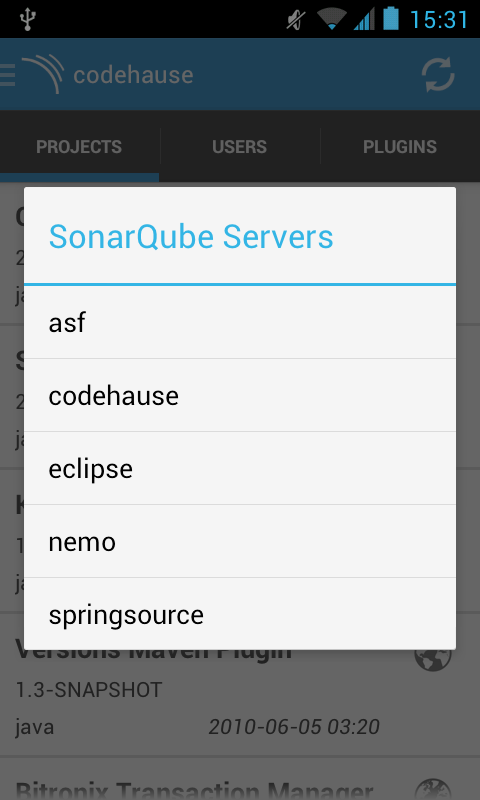 15:31
codehause
PROJECTS USERS PLUGINS
SonarQube Servers
asf
codehause
eclipse
nemo
springsource
Versions Maven Plugin
1.3-SNAPSHOT
java 2010-06-05 03:20
Bitronix Transaction Manager